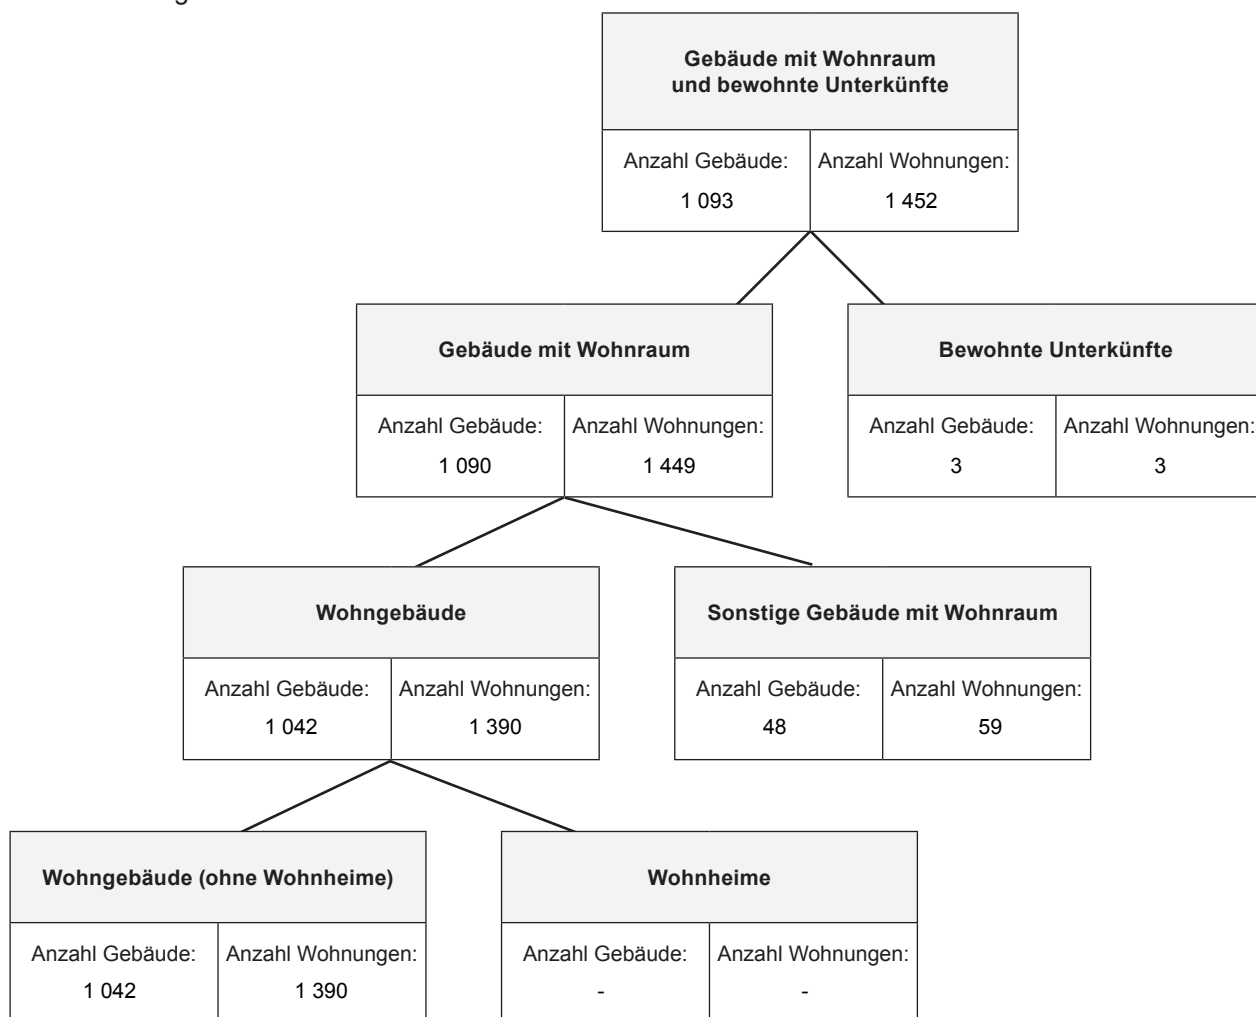 Gebäude mit Wohnraum
und bewohnte Unterkünfte
Anzahl Gebäude: Anzahl Wohnungen:
1 093 1 452
Gebäude mit Wohnraum
Anzahl Gebäude: Anzahl Wohnungen:
1 090 1 449
Bewohnte Unterkünfte
Anzahl Gebäude: Anzahl Wohnungen:
3 3
Wohngebäude
Anzahl Gebäude: Anzahl Wohnungen:
1 042 1 390
Sonstige Gebäude mit Wohnraum
Anzahl Gebäude: Anzahl Wohnungen:
48 59
Wohngebäude (ohne Wohnheime)
Anzahl Gebäude: Anzahl Wohnungen:
1 042 1 390
Wohnheime
Anzahl Gebäude: Anzahl Wohnungen:
- -